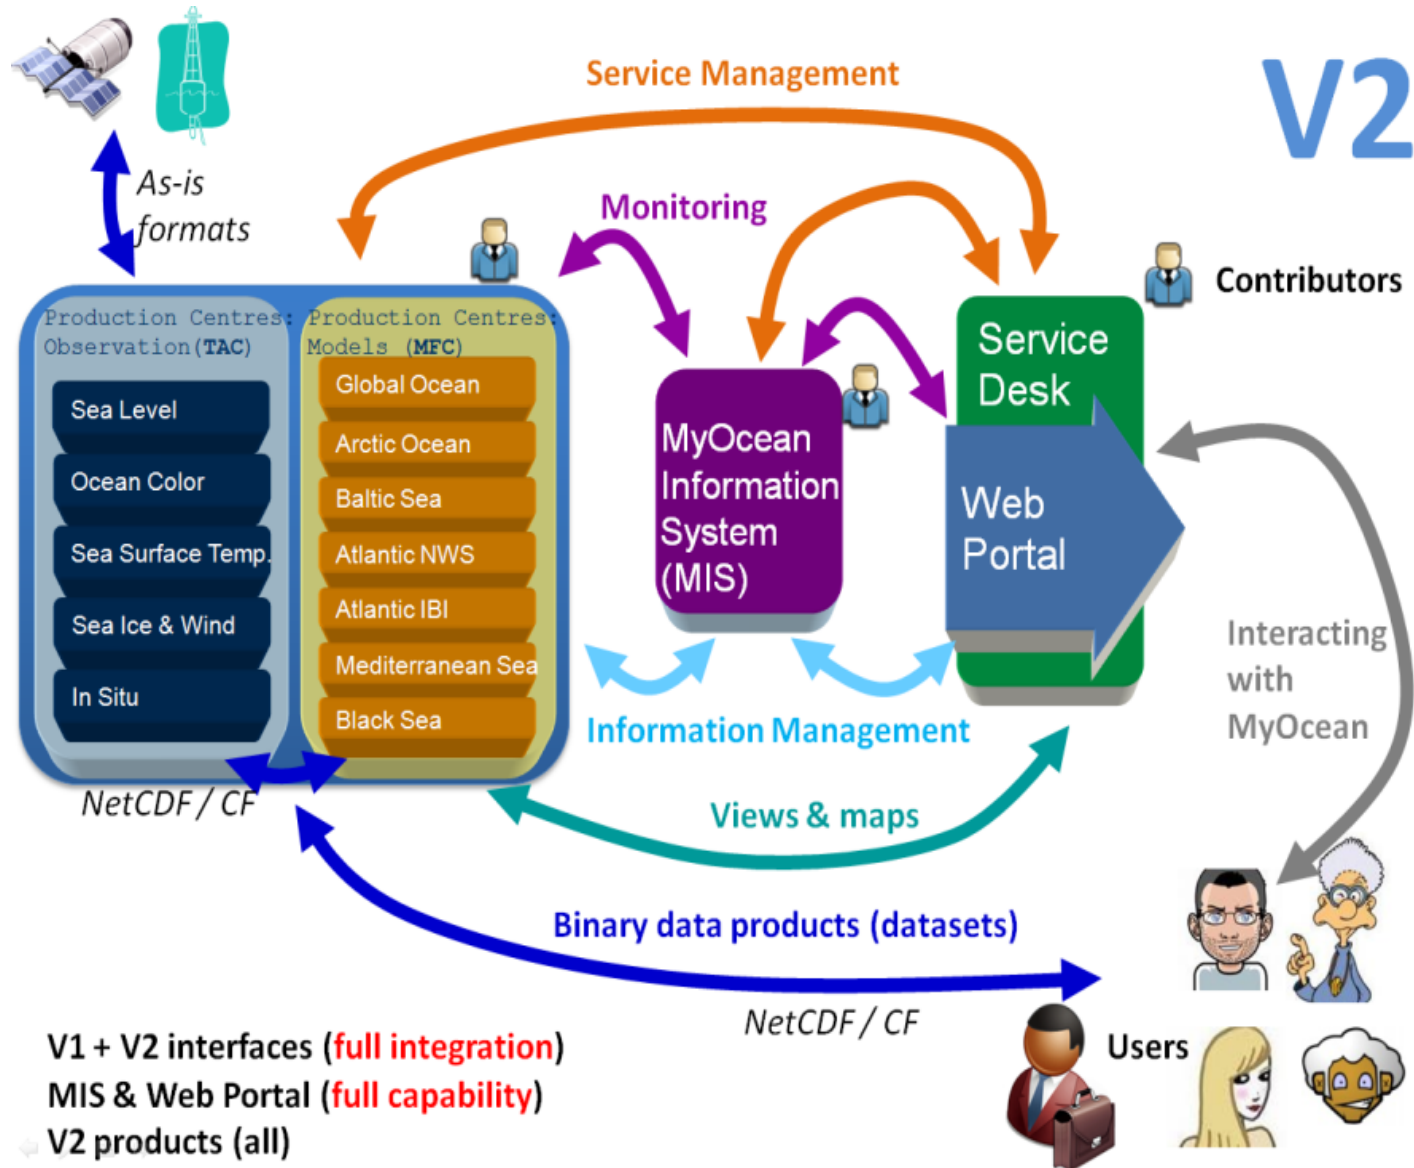 Service Management
V2
As-is
formats
Monitoring
Contributors
Production Centres:
Observation(TAC)
Production Centres:
Models (MFC)
Sea Level
Ocean Color
Sea Surface Temp.
Sea Ice & Wind
In Situ
Global Ocean
Arctic Ocean
Baltic Sea
Atlantic NWS
Atlantic IBI
Mediterranean Sea
Black Sea
MyOcean
Information
System
(MIS)
Service
Desk
Web
Portal
Interacting
with
MyOcean
Information Management
NetCDF / CF
Views & maps
Binary data products (datasets)
NetCDF / CF
Users
V1 + V2 interfaces (full integration)
MIS & Web Portal (full capability)
V2 products (all)